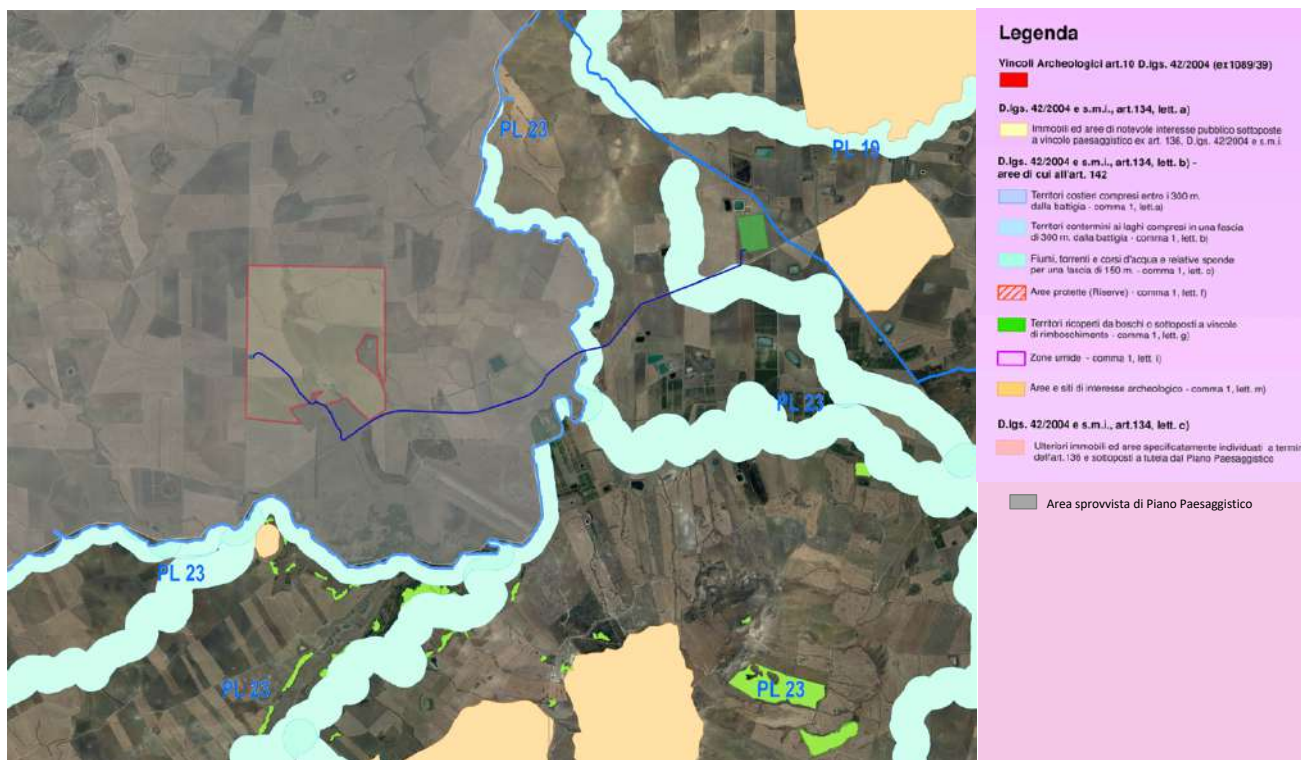 PL 23
PL 19
PL 23
PL 23
PL 23
PL 23
Legenda
Vincoli Archeologici art.10 D.lgs. 42/2004 (ex1089/39)
D.lgs. 42/2004 e s.m.i., art.134, lett. a)
Immobili ed aree di notevole interesse pubblico sottoposte
a vincolo paesaggistico ex art. 136, D.lgs. 42/2004 e s.m.i.
D.lgs. 42/2004 e s.m.i., art.134, lett. b) -
aree di cui all'art. 142
Territori costieri compresi entro i 300 m.
dalla battigia - comma 1, lett.a)
Territori contermini ai laghi compresi in una fascia
di 300 m. dalla battigia - comma 1, lett. b)
Fiumi, torrenti e corsi d'acqua e relative sponde
per una fascia di 150 m. - comma 1, lett. c)
Aree protette (Riserve) - comma 1, lett. f)
Territori ricoperti da boschi o sottoposti a vincolo
di rimboschimento - comma 1, lett. g)
Zone umide - comma 1, lett. i)
Aree e siti di interesse archeologico - comma 1, lett. m)
D.lgs. 42/2004 e s.m.i., art.134, lett. c)
Ulteriori immobili ed aree specificatamente individuati a termin
dell'art.136 e sottoposti a tutela dal Piano Paesaggistico
Area sprovvista di Piano Paesaggistico